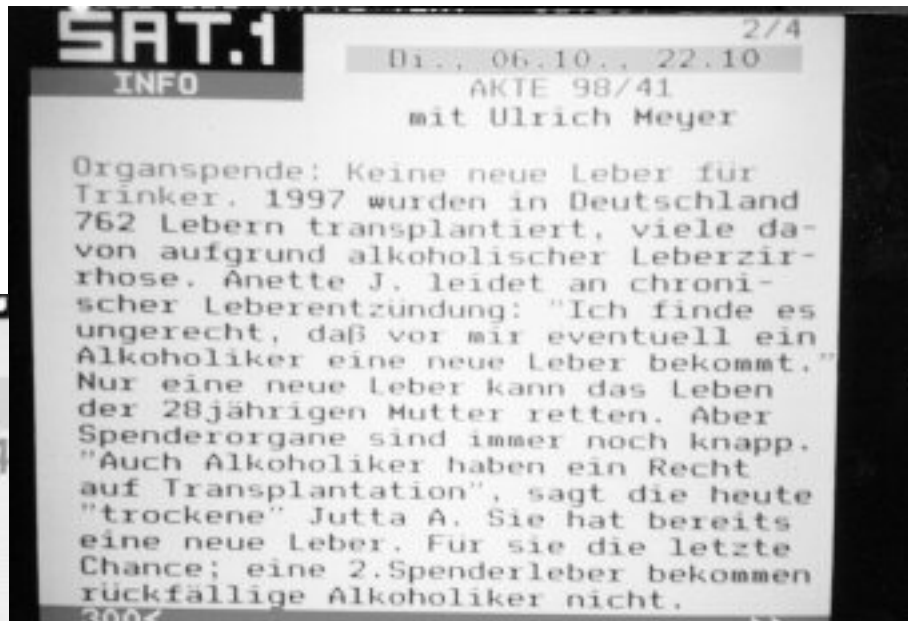 SAT.1
2/4
Di., 06.10., 22.10
INFO
AKTE 98/41
mit Ulrich Meyer
Organspende: Keine neue Leber für
Trinker. 1997 wurden in Deutschland
762 Lebern transplantiert, viele da-
von aufgrund alkoholischer Leberzir-
rhose. Anette J. leidet an chroni-
scher Leberentzündung: "Ich finde es
ungerecht, daß vor mir eventuell ein
Alkoholiker eine neue Leber bekommt."
Nur eine neue Leber kann das Leben
der 28jährigen Mutter retten. Aber
Spenderorgane sind immer noch knapp.
"Auch Alkoholiker haben ein Recht
auf Transplantation", sagt die heute
"trockene" Jutta A. Sie hat bereits
eine neue Leber. Für sie die letzte
Chance; eine 2.Spenderleber bekommen
rückfällige Alkoholiker nicht.